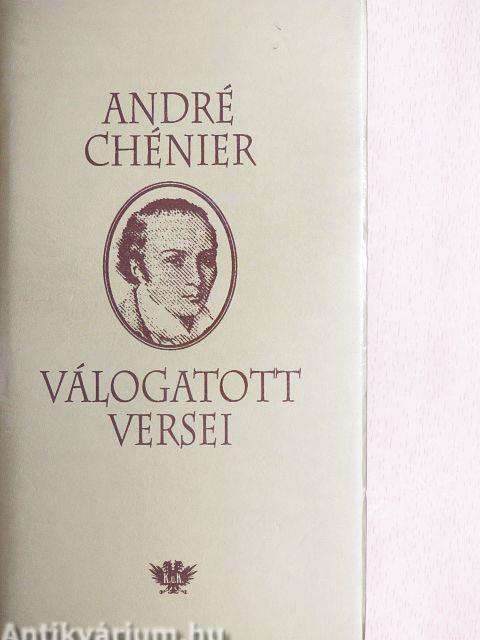 ANDRÉ
CHÉNIER
VÁLOGATOTT
VERSEI
K.u.K
Antikvárium.hu